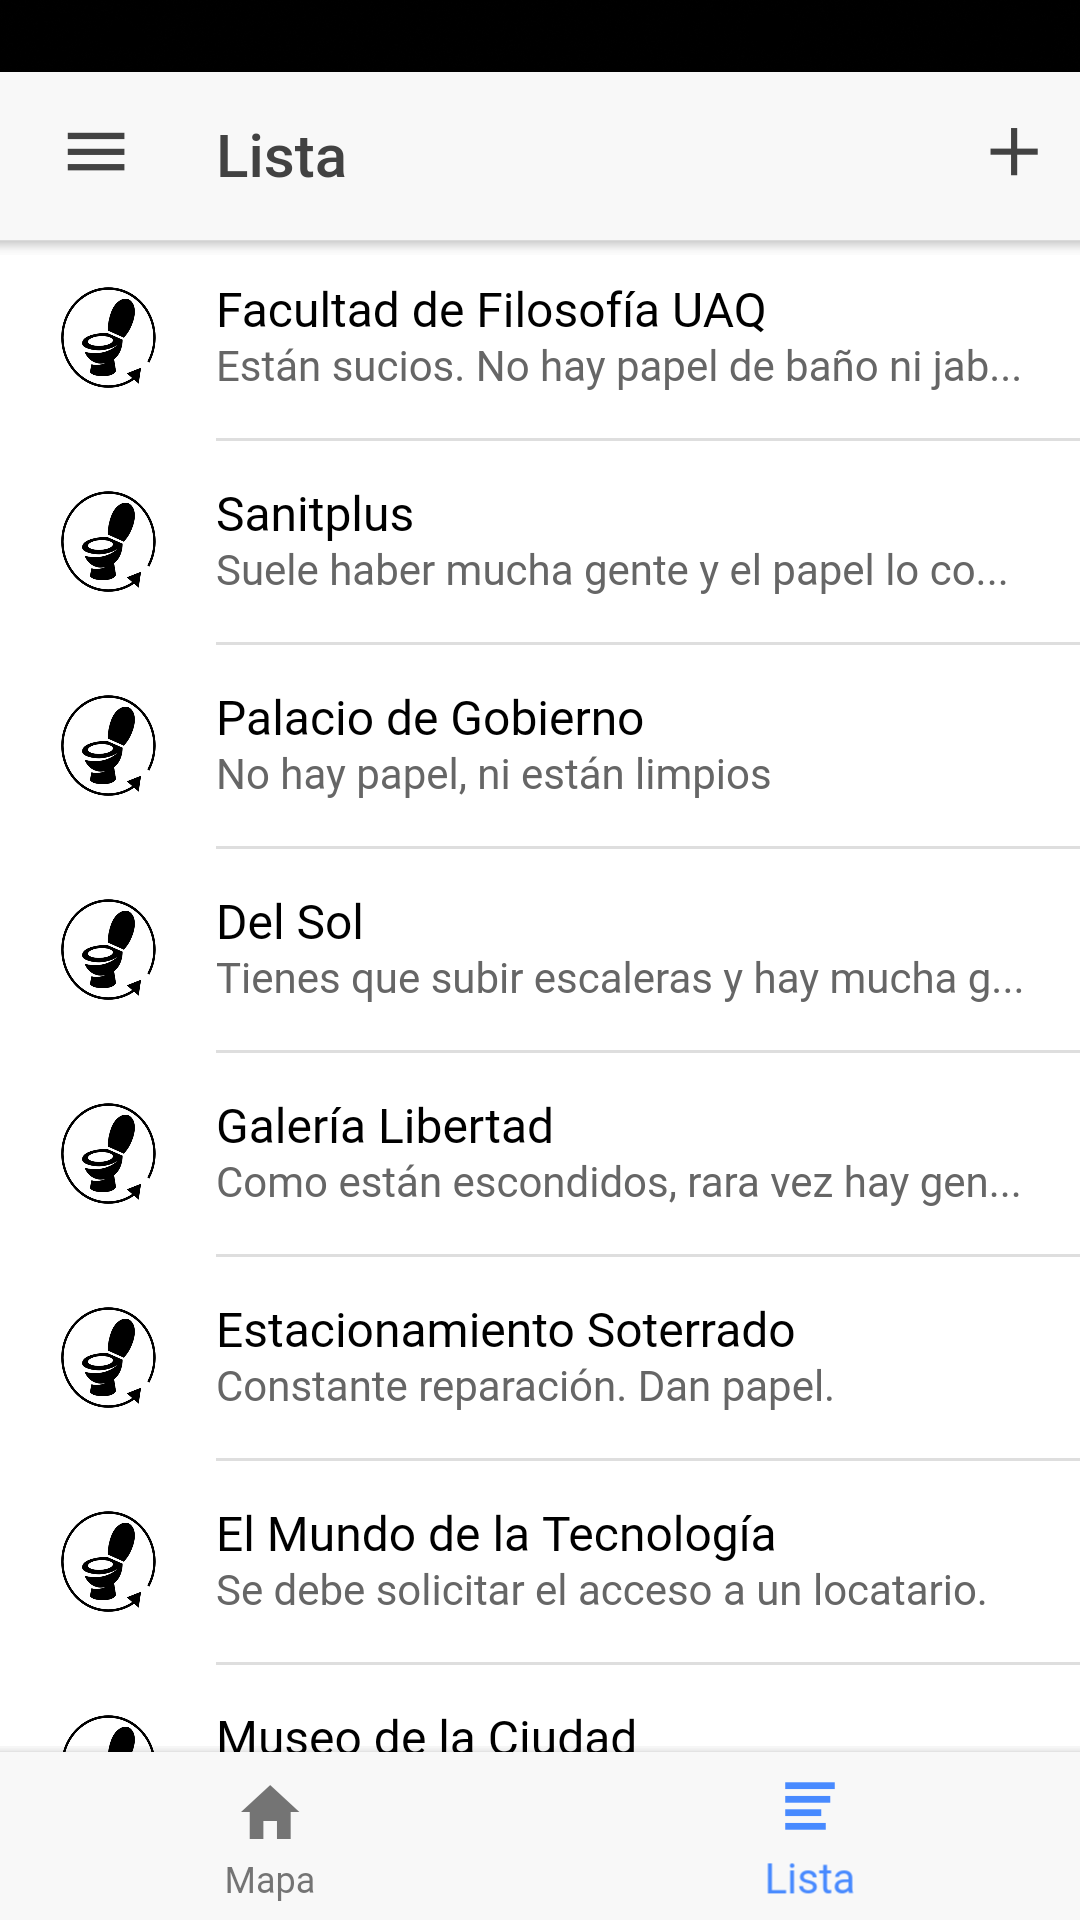 Lista
Facultad de Filosofía UAQ
Están sucios. No hay papel de baño ni jab...
Sanitplus
Suele haber mucha gente y el papel lo co...
Palacio de Gobierno
No hay papel, ni están limpios
Del Sol
Tienes que subir escaleras y hay mucha g...
Galería Libertad
Como están escondidos, rara vez hay gen...
Estacionamiento Soterrado
Constante reparación. Dan papel.
El Mundo de la Tecnología
Se debe solicitar el acceso a un locatario.
Museo de la Ciudad
Mapa
Lista